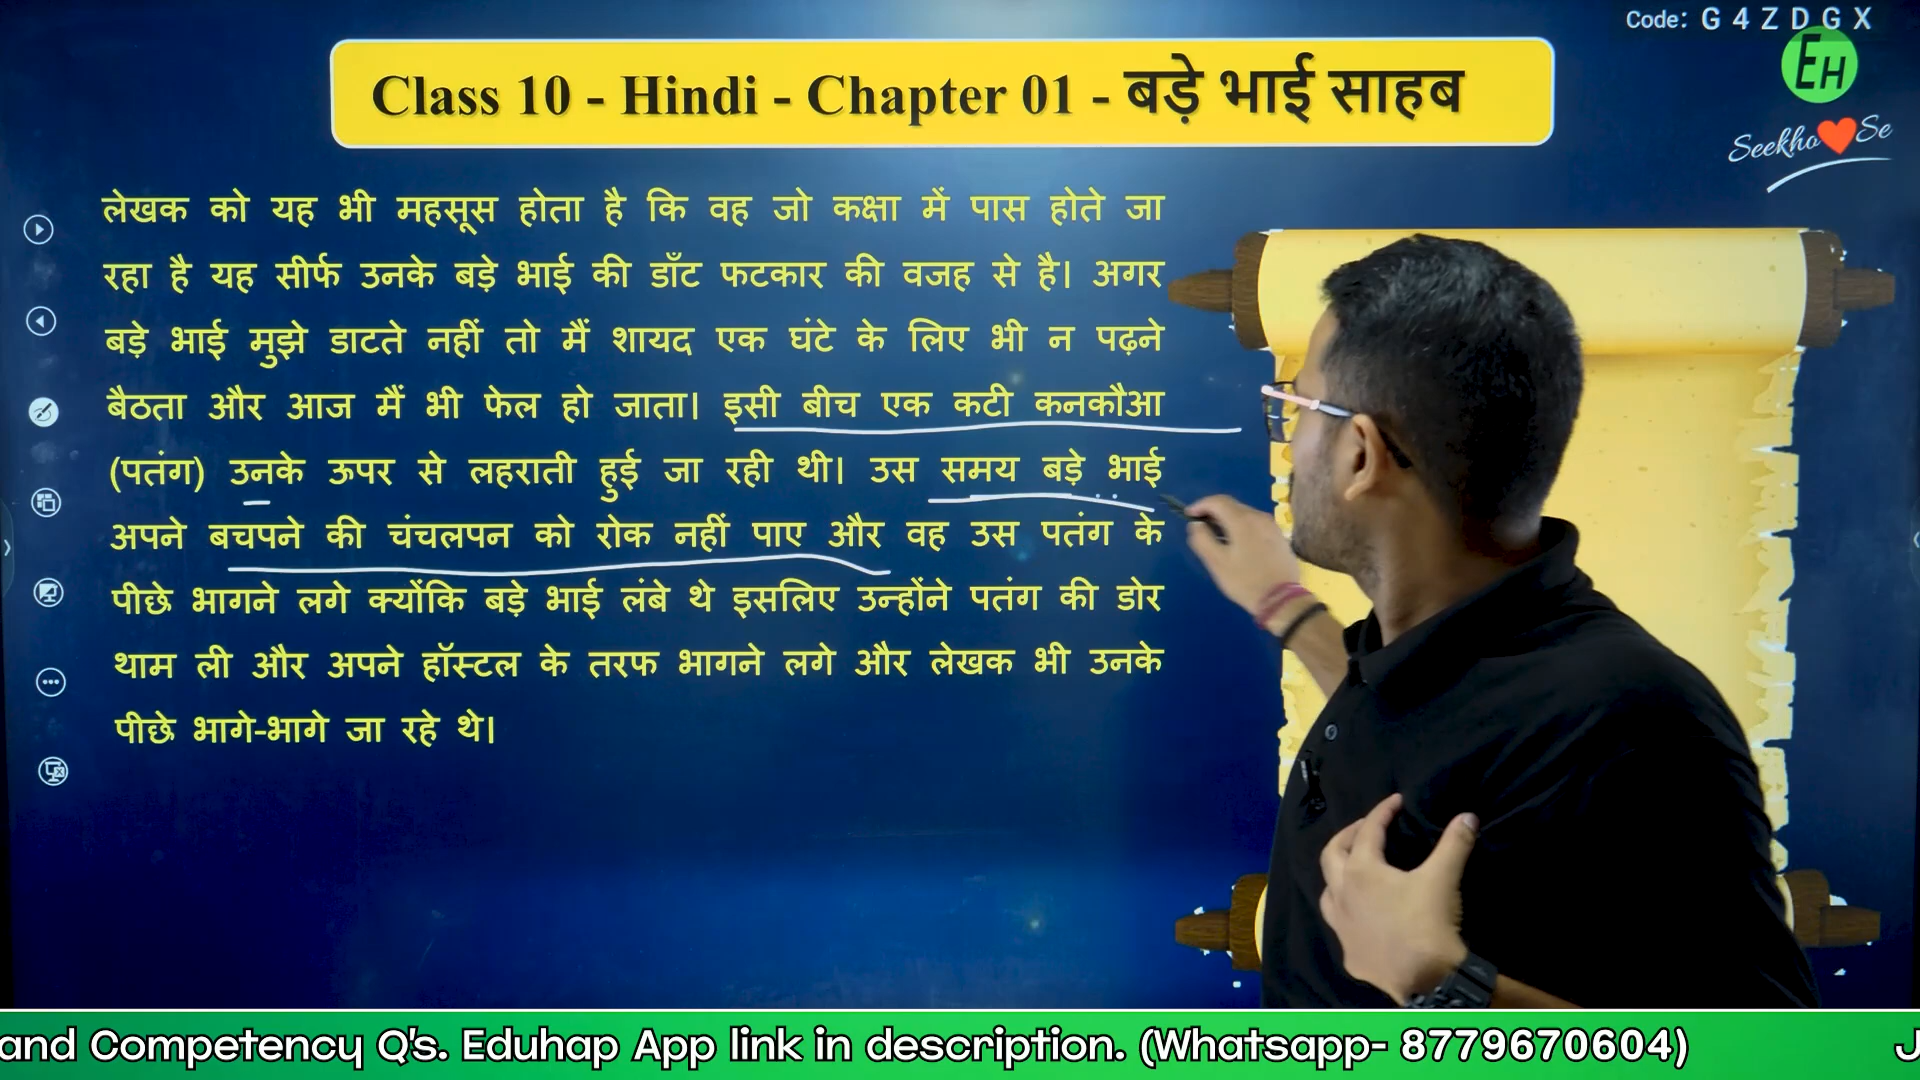 Code: G 4 Z D G X
EH
Seekho ❤️ Se
Class 10 - Hindi - Chapter 01 - बड़े भाई साहब
लेखक को यह भी महसूस होता है कि वह जो कक्षा में पास होते जा
रहा है यह सीर्फ उनके बड़े भाई की डाँट फटकार की वजह से है। अगर
बड़े भाई मुझे डाटते नहीं तो मैं शायद एक घंटे के लिए भी न पढ़ने
बैठता और आज मैं भी फेल हो जाता। इसी बीच एक कटी कनकौआ
(पतंग) उनके ऊपर से लहराती हुई जा रही थी। उस समय बड़े भाई
अपने बचपने की चंचलपन को रोक नहीं पाए और वह उस पतंग के
पीछे भागने लगे क्योंकि बड़े भाई लंबे थे इसलिए उन्होंने पतंग की डोर
थाम ली और अपने हॉस्टल के तरफ भागने लगे और लेखक भी उनके
पीछे भागे-भागे जा रहे थे।
and Competency Q's. Eduhap App link in description. (Whatsapp- 8779670604) J